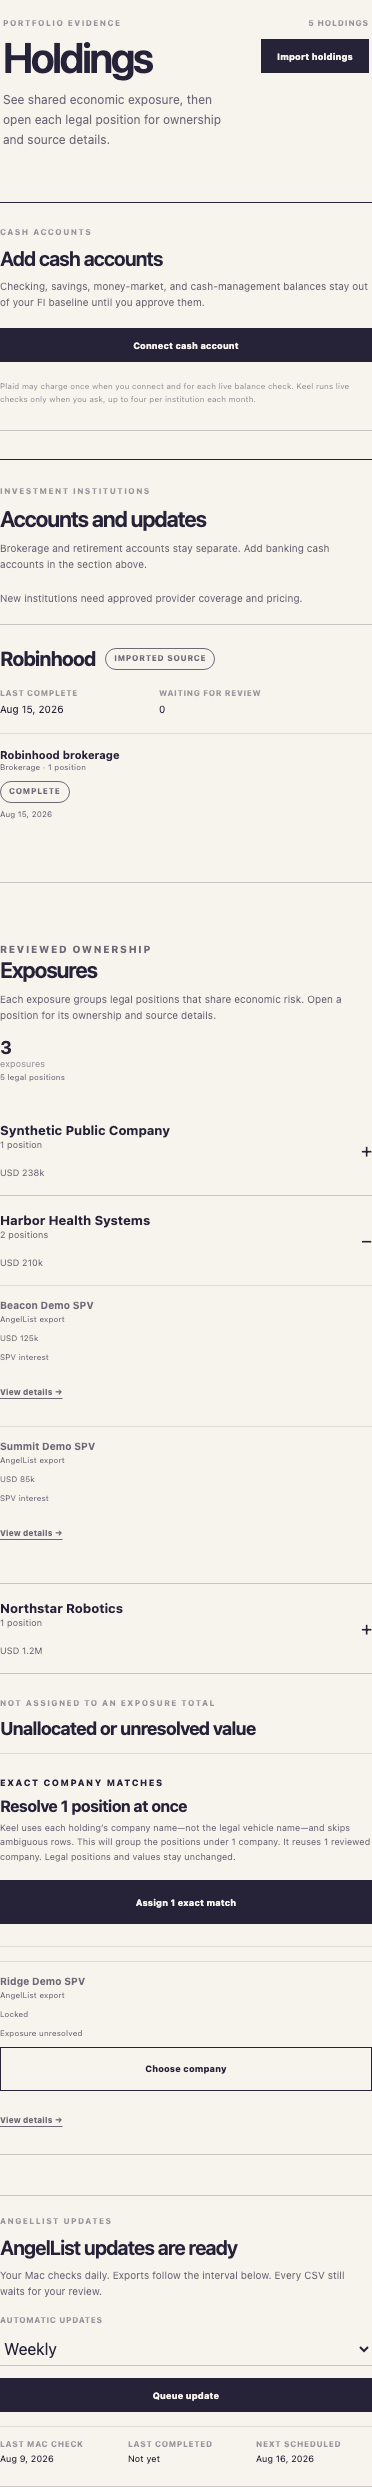 PORTFOLIO EVIDENCE
5 HOLDINGS
Holdings
Import holdings
See shared economic exposure, then
open each legal position for ownership
and source details.
CASH ACCOUNTS
Add cash accounts
Checking, savings, money-market, and cash-management balances stay out
of your FI baseline until you approve them.
Connect cash account
Plaid may charge once when you connect and for each live balance check. Keel runs live
checks only when you ask, up to four per institution each month.
INVESTMENT INSTITUTIONS
Accounts and updates
Brokerage and retirement accounts stay separate. Add banking cash
accounts in the section above.
New institutions need approved provider coverage and pricing.
Robinhood
IMPORTED SOURCE
LAST COMPLETE
WAITING FOR REVIEW
Aug 15, 2026
0
Robinhood brokerage
Brokerage · 1 position
COMPLETE
Aug 15, 2026
REVIEWED OWNERSHIP
Exposures
Each exposure groups legal positions that share economic risk. Open a
position for its ownership and source details.
3
exposures
5 legal positions
Synthetic Public Company
1 position
+
USD 238k
Harbor Health Systems
2 positions
−
USD 210k
Beacon Demo SPV
AngelList export
USD 125k
SPV interest
View details →
Summit Demo SPV
AngelList export
USD 85k
SPV interest
View details →
Northstar Robotics
1 position
+
USD 1.2M
NOT ASSIGNED TO AN EXPOSURE TOTAL
Unallocated or unresolved value
EXACT COMPANY MATCHES
Resolve 1 position at once
Keel uses each holding's company name—not the legal vehicle name—and skips
ambiguous rows. This will group the positions under 1 company. It reuses 1 reviewed
company. Legal positions and values stay unchanged.
Assign 1 exact match
Ridge Demo SPV
AngelList export
Locked
Exposure unresolved
Choose company
View details →
ANGELLIST UPDATES
AngelList updates are ready
Your Mac checks daily. Exports follow the interval below. Every CSV still
waits for your review.
AUTOMATIC UPDATES
Weekly
Queue update
LAST MAC CHECK
LAST COMPLETED
NEXT SCHEDULED
Aug 9, 2026
Not yet
Aug 16, 2026